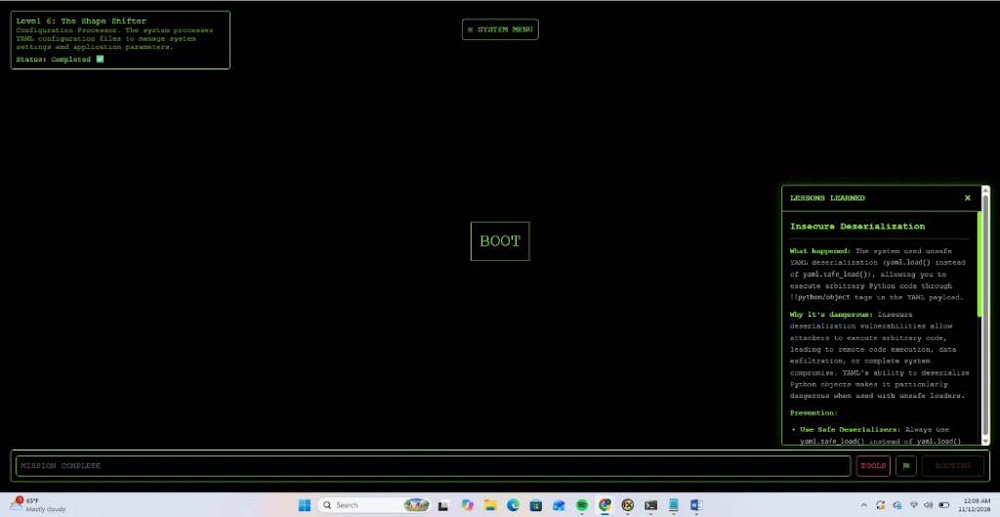 Level 6: The Shape Shifter
Configuration Processor. The system processes
YAML configuration files to manage system
settings and application parameters.
Status: Completed ✅
≡ SYSTEM MENU
BOOT
LESSONS LEARNED ×
Insecure Deserialization
What happened: The system used unsafe
YAML deserialization (yaml.load() instead
of yaml.safe_load()), allowing you to
execute arbitrary Python code through
!!python/object tags in the YAML payload.
Why it's dangerous: Insecure
deserialization vulnerabilities allow
attackers to execute arbitrary code,
leading to remote code execution, data
exfiltration, or complete system
compromise. YAML's ability to deserialize
Python objects makes it particularly
dangerous when used with unsafe loaders.
Prevention:
• Use Safe Deserializers: Always use
yaml.safe_load() instead of yaml.load()
MISSION COMPLETE
TOOLS
1
65°F
Mostly cloudy
Search
12:08 AM
11/12/2026